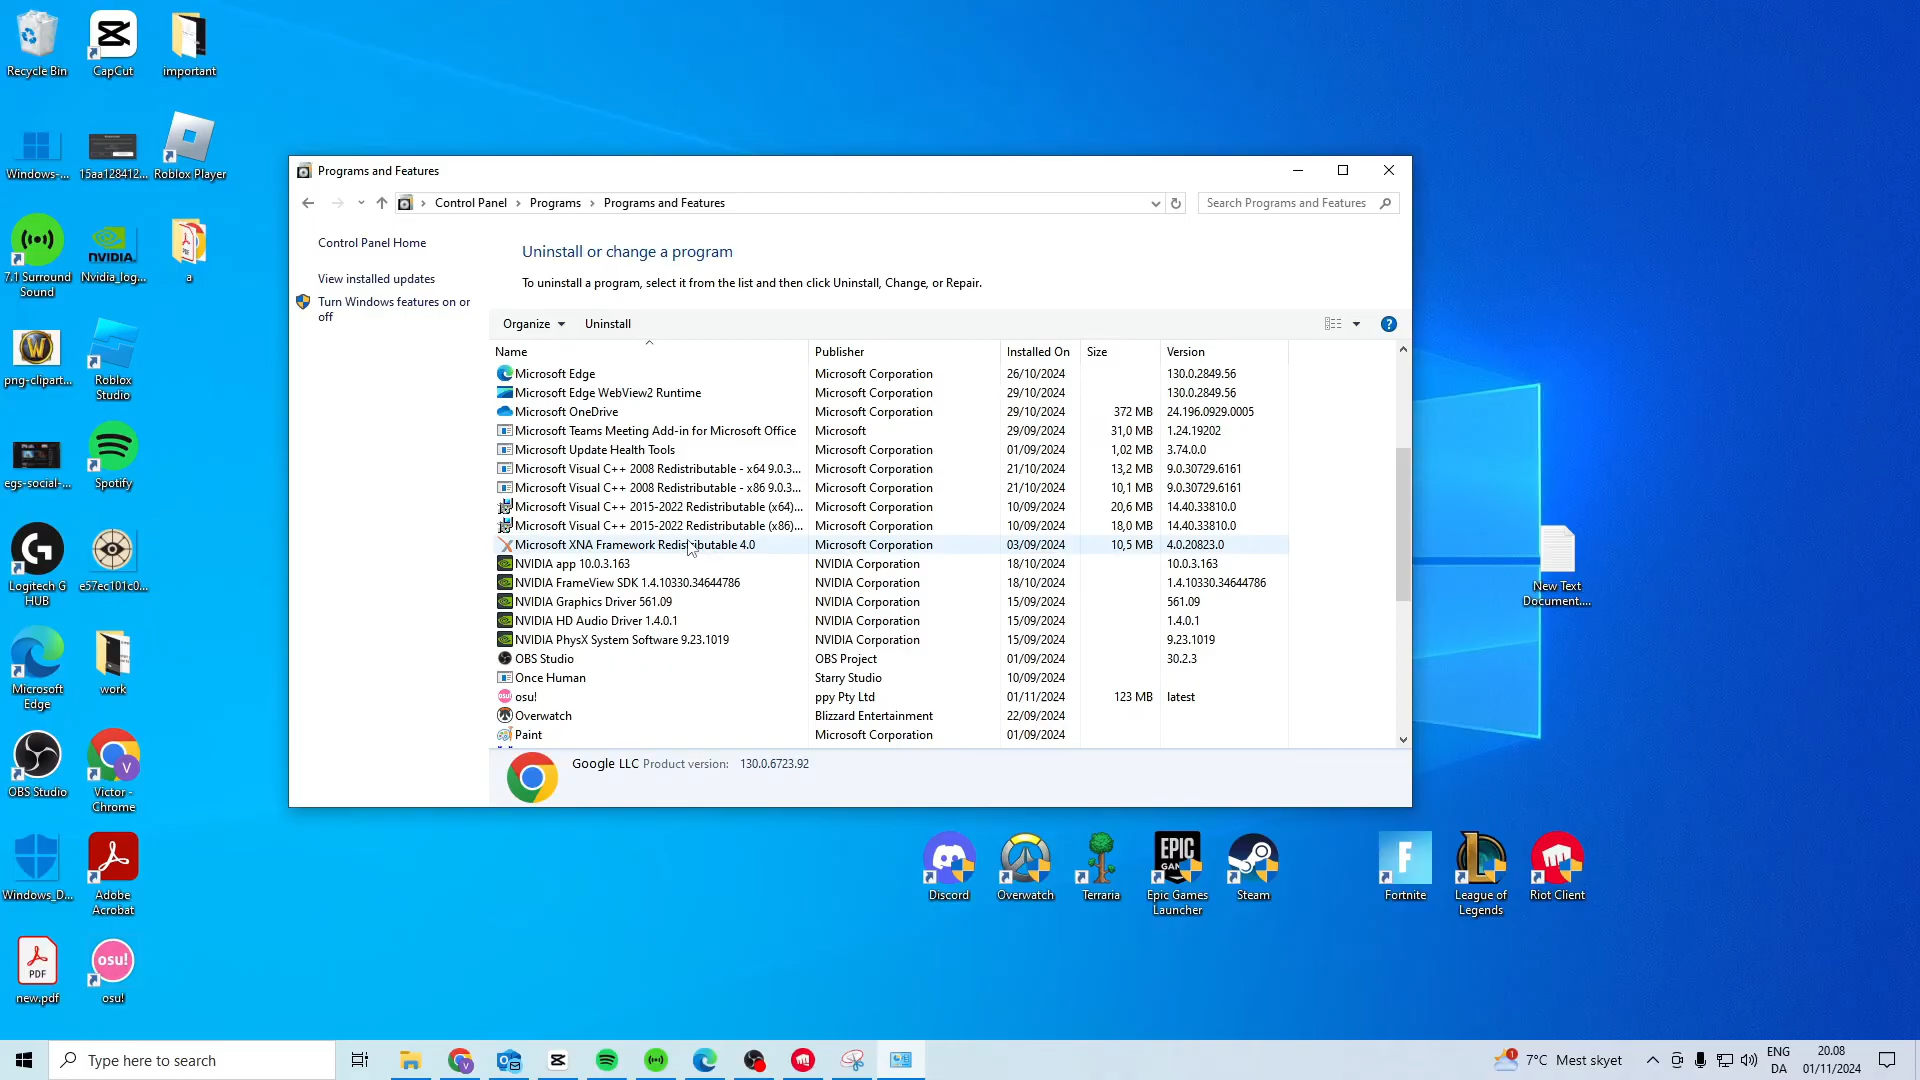 Recycle Bin
CapCut
important
Windows-...
15aa128412...
Roblox Player
7.1 Surround
Sound
NVIDIA
Nvidia_log...
a
png-clipart...
Roblox
Studio
egs-social-...
Spotify
Logitech G
HUB
e57ec101c0...
Microsoft
Edge
work
OBS Studio
V
Victor -
Chrome
Windows_D...
Adobe
Acrobat
PDF
new.pdf
osu!
osu!
Programs and Features
Control Panel > Programs > Programs and Features
Search Programs and Features
Control Panel Home
View installed updates
Turn Windows features on or
off
Uninstall or change a program
To uninstall a program, select it from the list and then click Uninstall, Change, or Repair.
Organize Uninstall
?
Name Publisher Installed On Size Version
Microsoft Edge Microsoft Corporation 26/10/2024 130.0.2849.56
Microsoft Edge WebView2 Runtime Microsoft Corporation 29/10/2024 130.0.2849.56
Microsoft OneDrive Microsoft Corporation 29/10/2024 372 MB 24.196.0929.0005
Microsoft Teams Meeting Add-in for Microsoft Office Microsoft 29/09/2024 31,0 MB 1.24.19202
Microsoft Update Health Tools Microsoft Corporation 01/09/2024 1,02 MB 3.74.0.0
Microsoft Visual C++ 2008 Redistributable - x64 9.0.3... Microsoft Corporation 21/10/2024 13,2 MB 9.0.30729.6161
Microsoft Visual C++ 2008 Redistributable - x86 9.0.3... Microsoft Corporation 21/10/2024 10,1 MB 9.0.30729.6161
Microsoft Visual C++ 2015-2022 Redistributable (x64)... Microsoft Corporation 10/09/2024 20,6 MB 14.40.33810.0
Microsoft Visual C++ 2015-2022 Redistributable (x86)... Microsoft Corporation 10/09/2024 18,0 MB 14.40.33810.0
Microsoft XNA Framework Redistributable 4.0 Microsoft Corporation 03/09/2024 10,5 MB 4.0.20823.0
NVIDIA app 10.0.3.163 NVIDIA Corporation 18/10/2024 10.0.3.163
NVIDIA FrameView SDK 1.4.10330.34644786 NVIDIA Corporation 18/10/2024 1.4.10330.34644786
NVIDIA Graphics Driver 561.09 NVIDIA Corporation 15/09/2024 561.09
NVIDIA HD Audio Driver 1.4.0.1 NVIDIA Corporation 15/09/2024 1.4.0.1
NVIDIA PhysX System Software 9.23.1019 NVIDIA Corporation 15/09/2024 9.23.1019
OBS Studio OBS Project 01/09/2024 30.2.3
Once Human Starry Studio 10/09/2024
osu! ppy Pty Ltd 01/11/2024 123 MB latest
Overwatch Blizzard Entertainment 22/09/2024
Paint Microsoft Corporation 01/09/2024
Google LLC Product version: 130.0.6723.92
New Text
Document....
Discord
Overwatch
Terraria
EPIC
GAMES
Epic Games
Launcher
Steam
Fortnite
League of
Legends
Riot Client
Type here to search
1
7°C Mest skyet
ENG
DA
20.08
01/11/2024